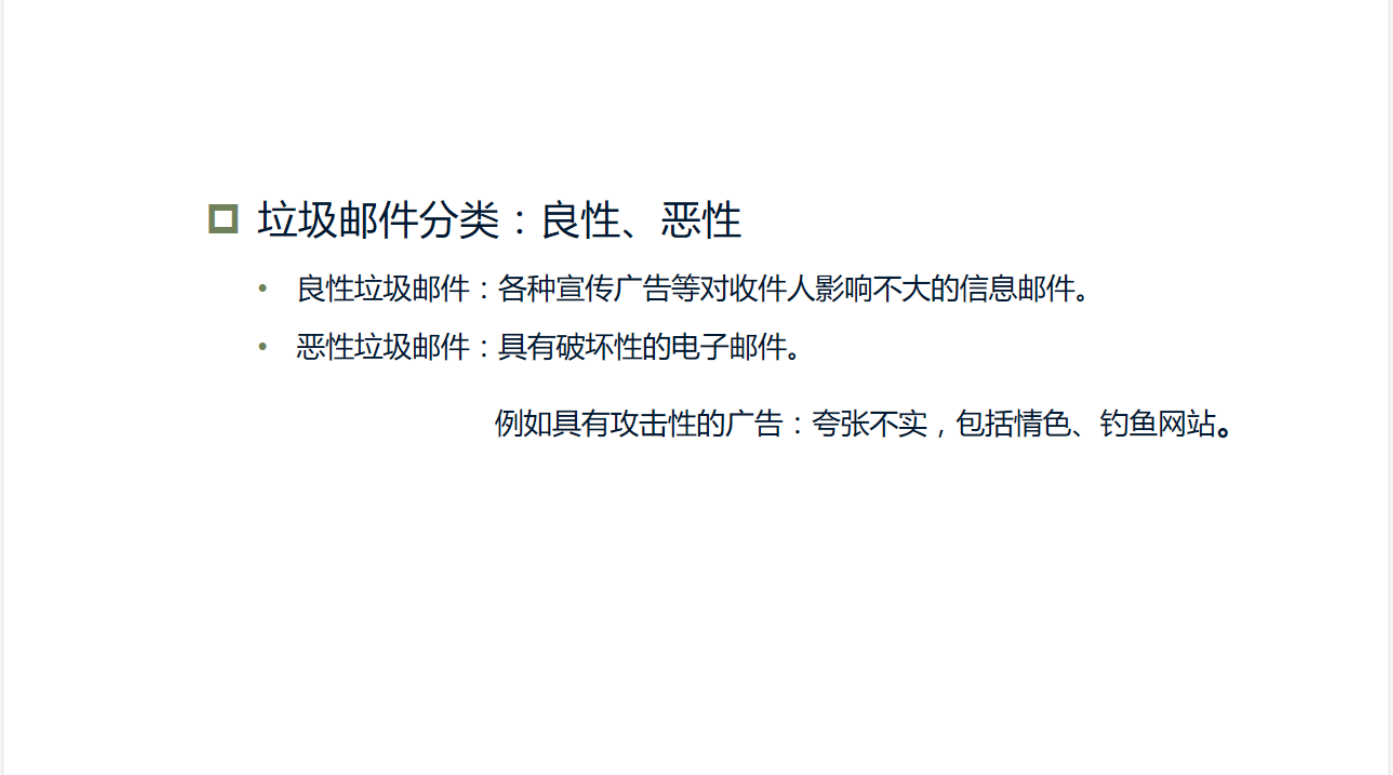 垃圾邮件分类：良性、恶性
• 良性垃圾邮件：各种宣传广告等对收件人影响不大的信息邮件。
• 恶性垃圾邮件：具有破坏性的电子邮件。
例如具有攻击性的广告：夸张不实，包括情色、钓鱼网站。